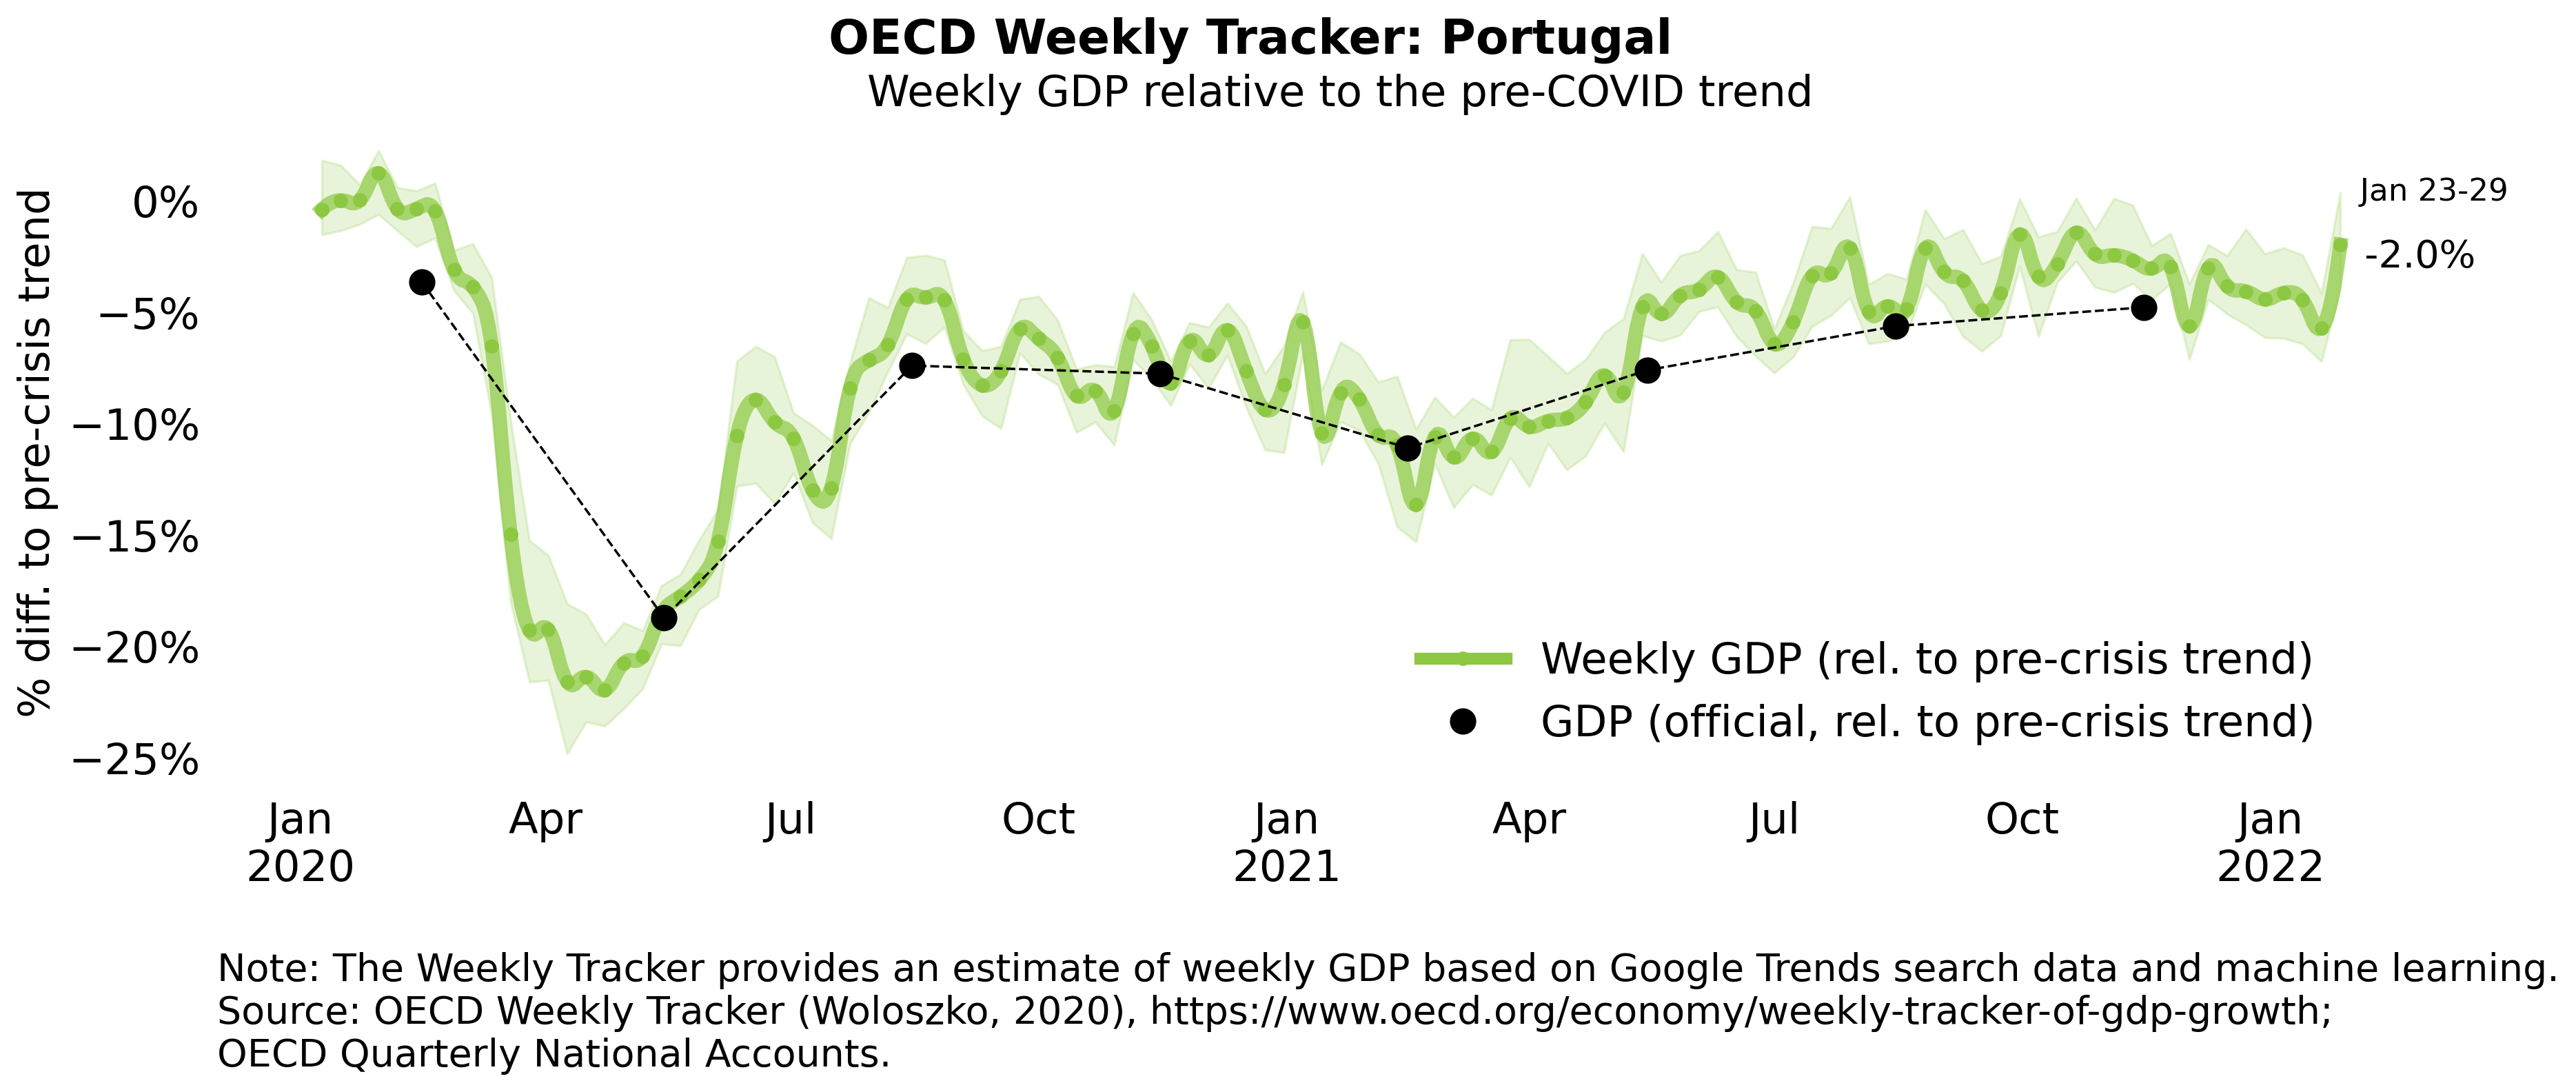 OECD Weekly Tracker: Portugal
Weekly GDP relative to the pre-COVID trend
% diff. to pre-crisis trend
0%
−5%
−10%
−15%
−20%
−25%
Jan 23-29
-2.0%
Weekly GDP (rel. to pre-crisis trend)
GDP (official, rel. to pre-crisis trend)
Jan Apr Jul Oct Jan Apr Jul Oct Jan
2020 2021 2022
Note: The Weekly Tracker provides an estimate of weekly GDP based on Google Trends search data and machine learning.
Source: OECD Weekly Tracker (Woloszko, 2020), https://www.oecd.org/economy/weekly-tracker-of-gdp-growth;
OECD Quarterly National Accounts.